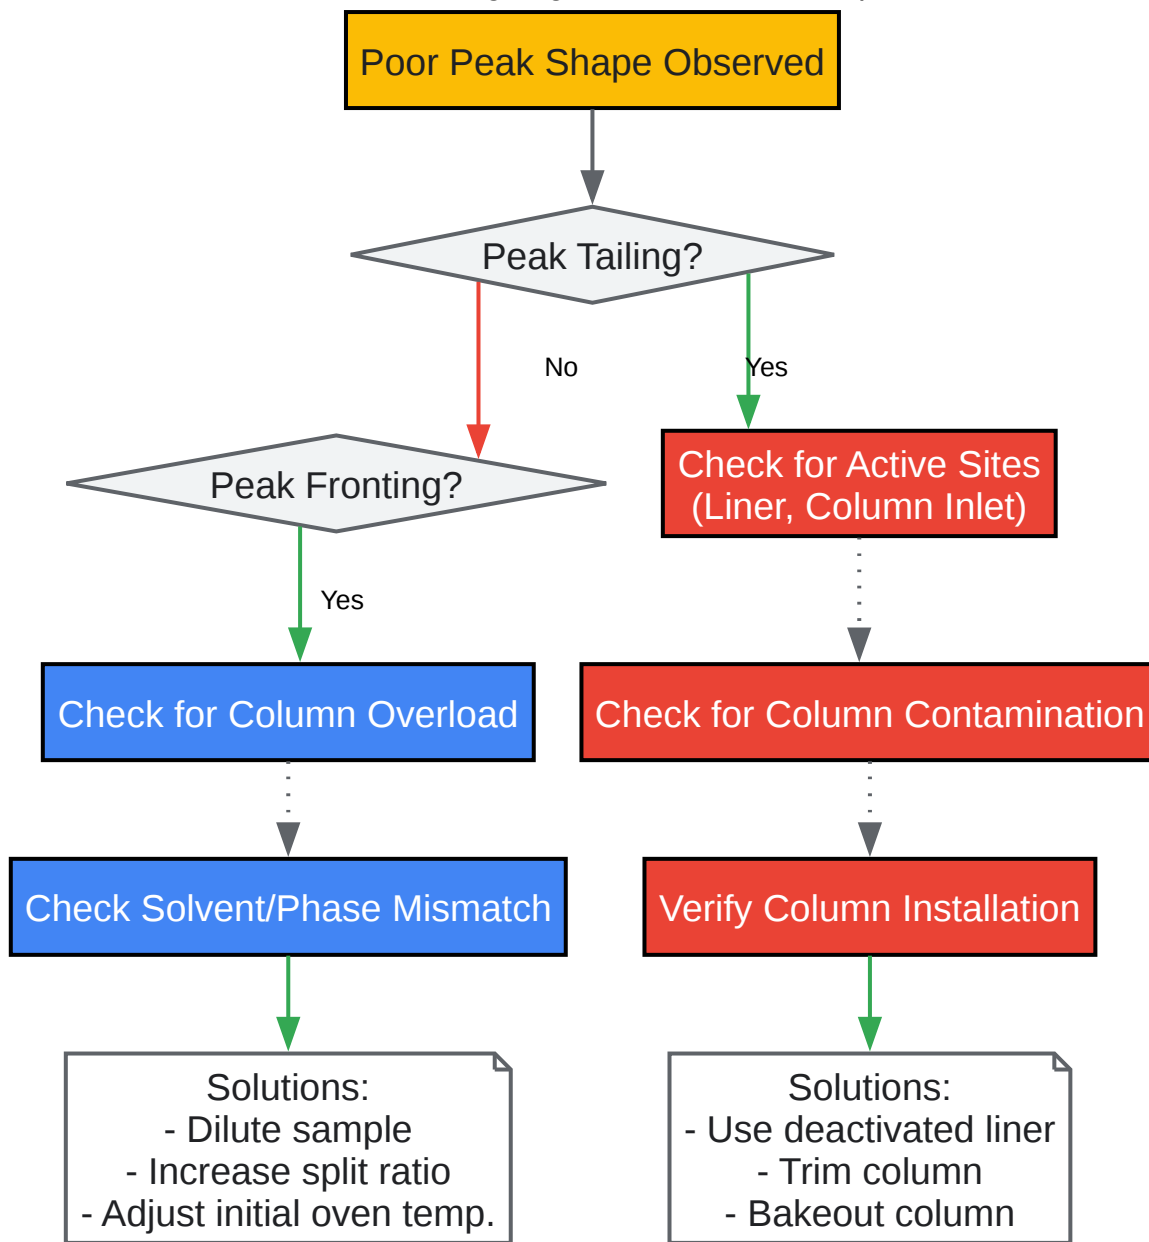 Poor Peak Shape Observed
Peak Tailing?
No
Yes
Peak Fronting?
Check for Active Sites
(Liner, Column Inlet)
Yes
Check for Column Overload
Check for Column Contamination
Check Solvent/Phase Mismatch
Verify Column Installation
Solutions:
- Dilute sample
- Increase split ratio
- Adjust initial oven temp.
Solutions:
- Use deactivated liner
- Trim column
- Bakeout column